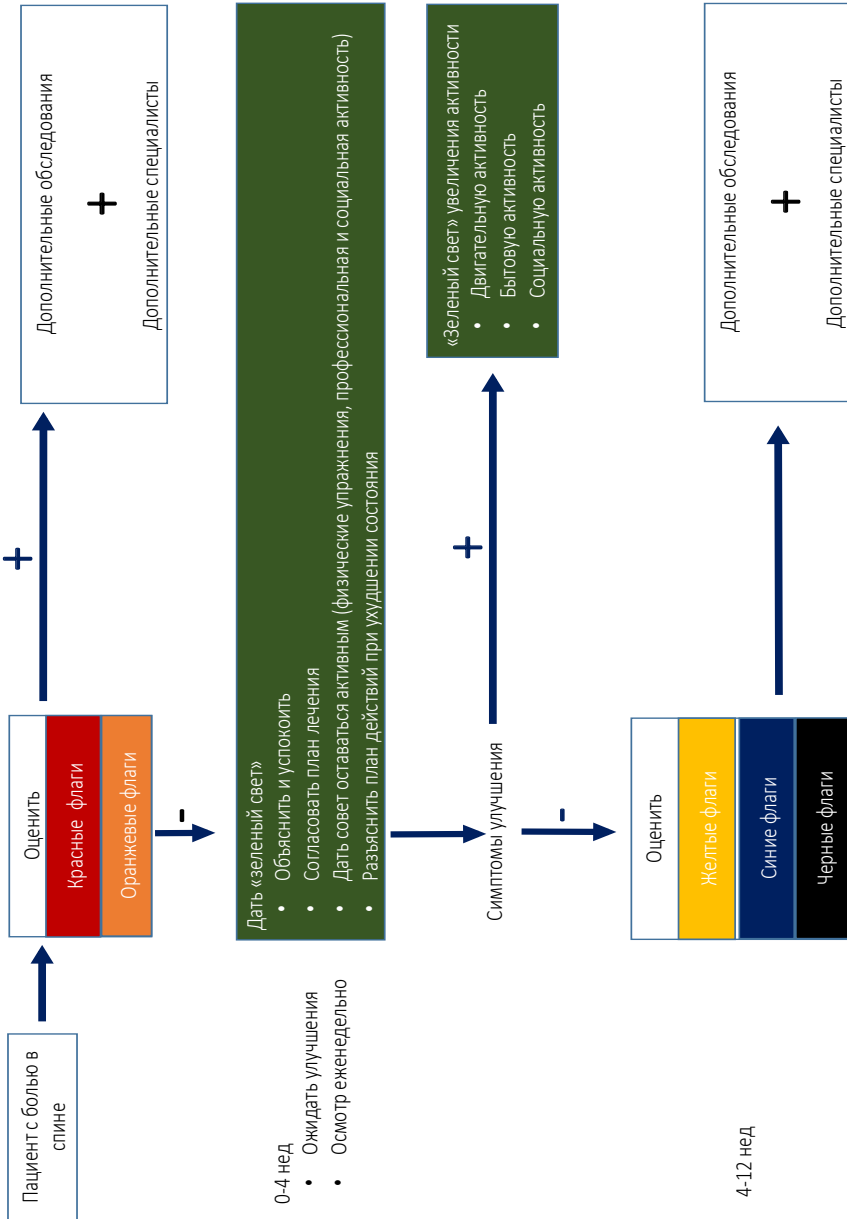 Пациент с болью в
спине
Оценить
Красные флаги
Оранжевые флаги
+
Дополнительные обследования
+
Дополнительные специалисты
-
0-4 нед
• Ожидать улучшения
• Осмотр еженедельно
Дать «зеленый свет»
• Объяснить и успокоить
• Согласовать план лечения
• Дать совет оставаться активным (физические упражнения, профессиональная и социальная активность)
• Разъяснить план действий при ухудшении состояния
Симптомы улучшения
+
«Зеленый свет» увеличения активности
• Двигательную активность
• Бытовую активность
• Социальную активность
-
4-12 нед
Оценить
Желтые флаги
Синие флаги
Черные флаги
Дополнительные обследования
+
Дополнительные специалисты